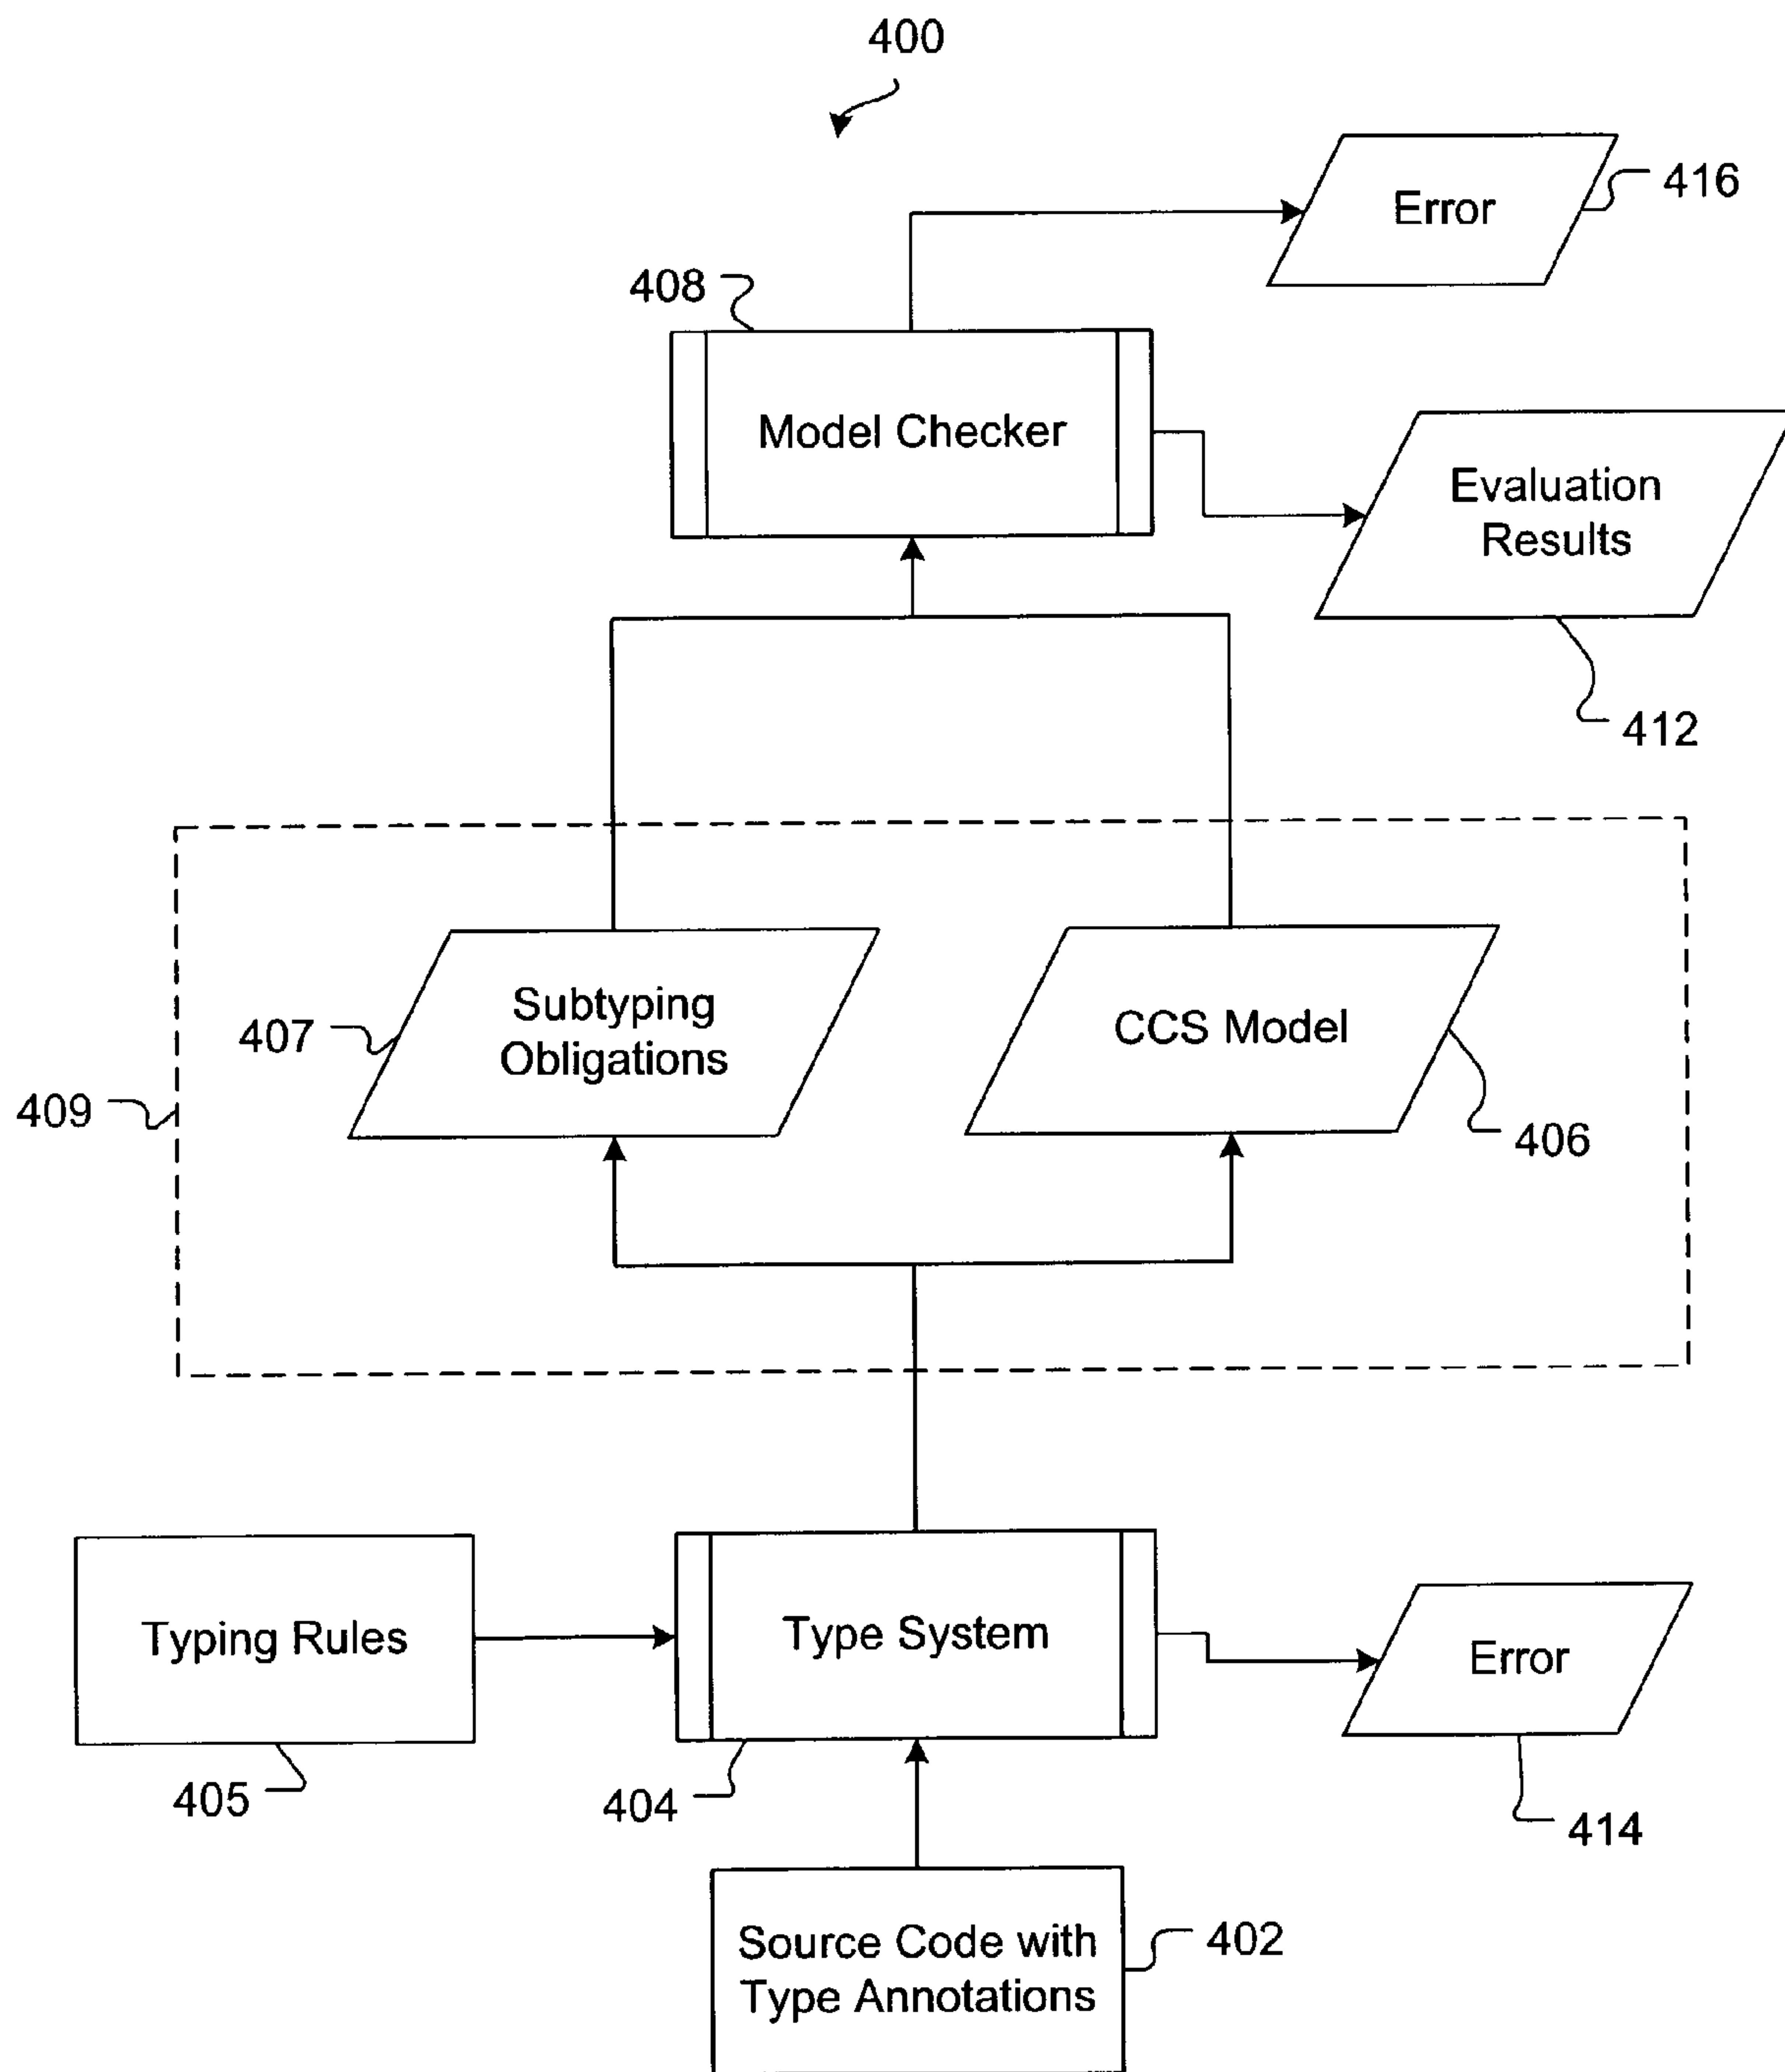 400
Error
416
408
Model Checker
Evaluation
Results
412
Subtyping
Obligations
407
CCS Model
409
406
Typing Rules
Type System
Error
405
404
414
Source Code with
Type Annotations
402